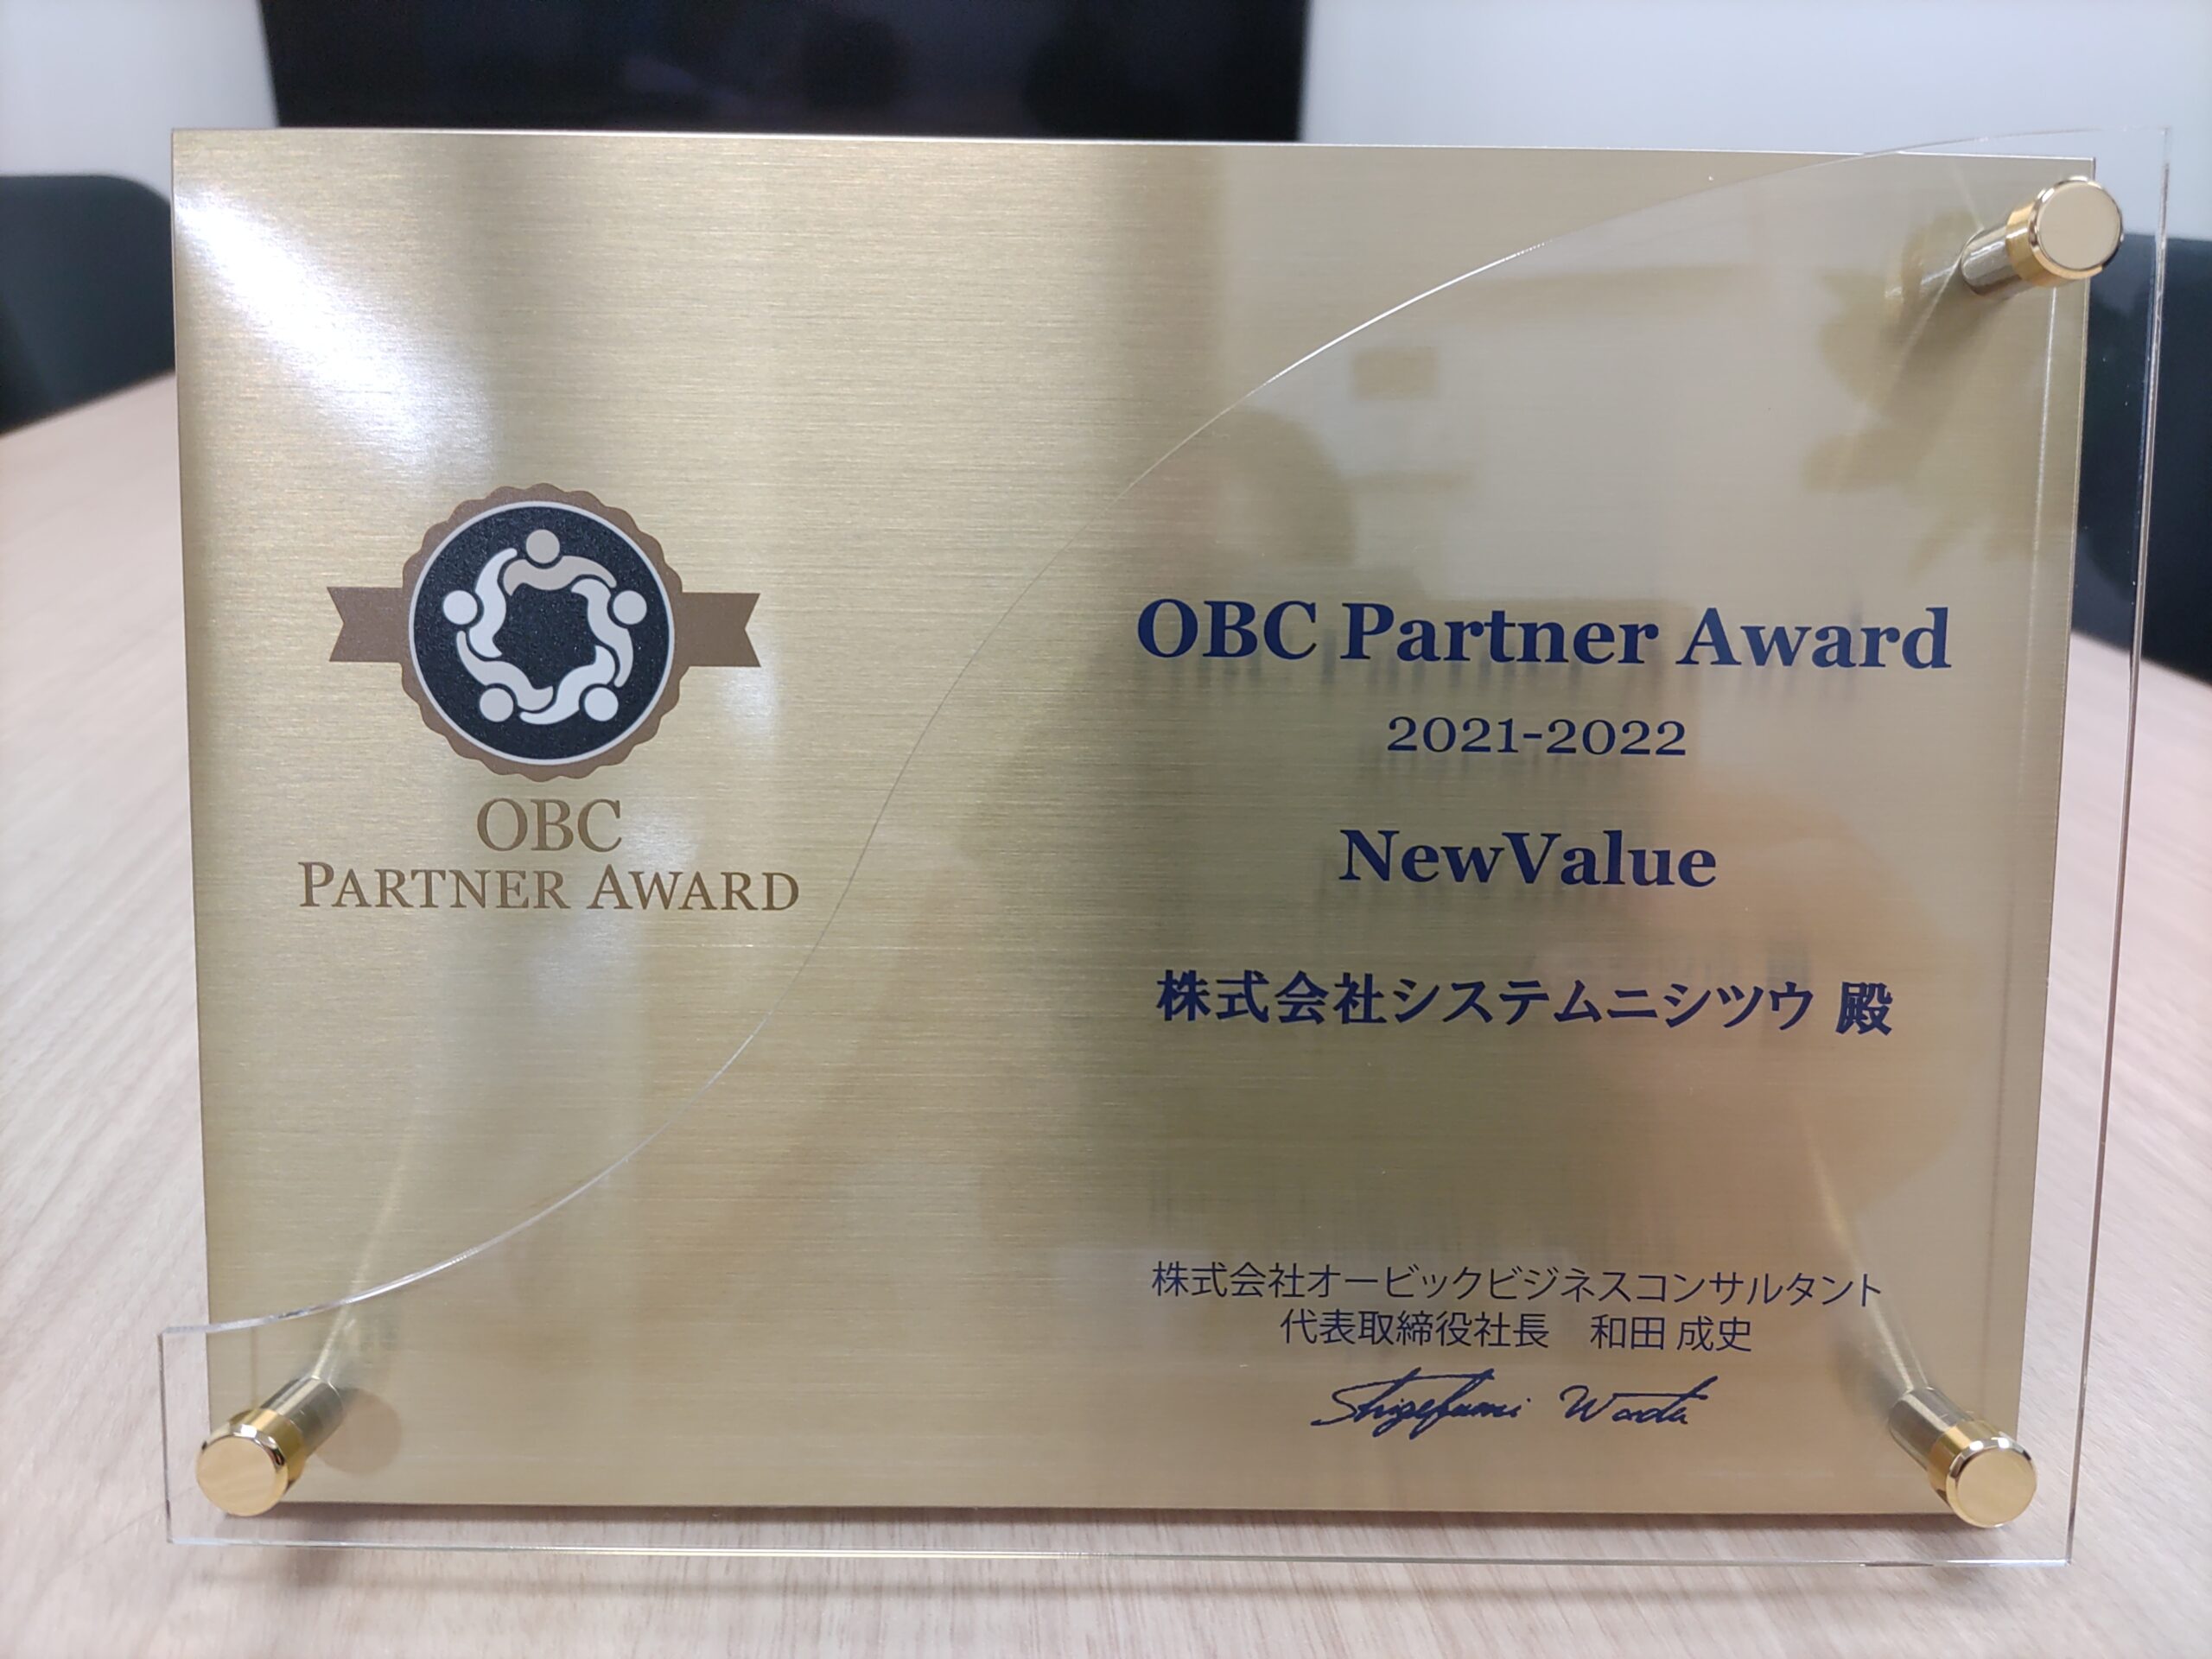 OBC
PARTNER AWARD
OBC Partner Award
2021-2022
NewValue
株式会社システムニシツウ 殿
株式会社オービックビジネスコンサルタント
代表取締役社長　和田 成史
Shigefumi Wada